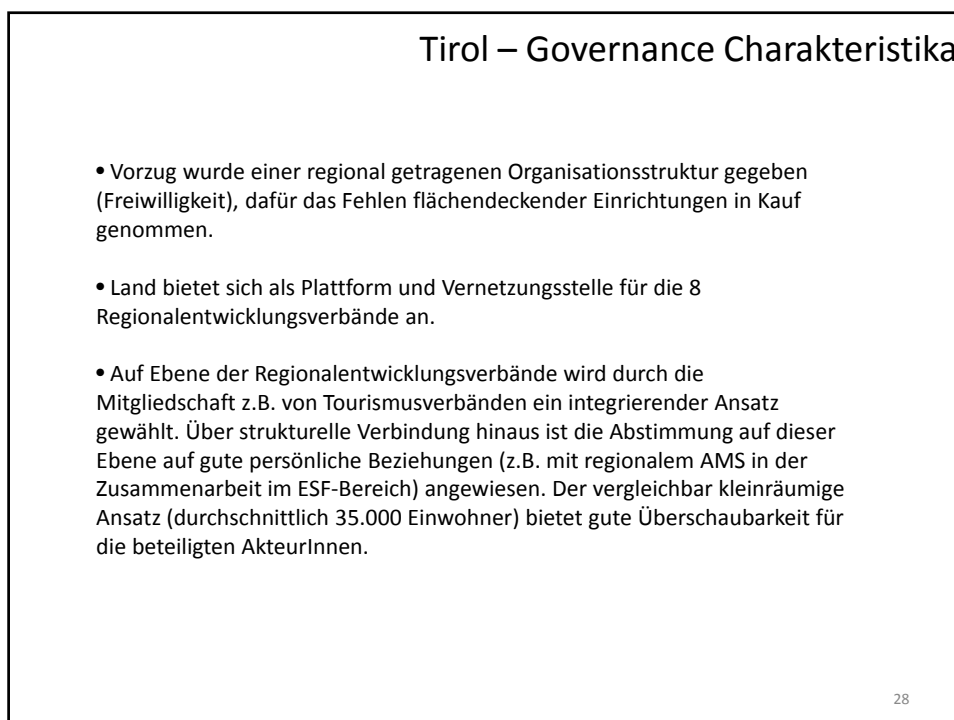 Tirol – Governance Charakteristika
• Vorzug wurde einer regional getragenen Organisationsstruktur gegeben
(Freiwilligkeit), dafür das Fehlen flächendeckender Einrichtungen in Kauf
genommen.
• Land bietet sich als Plattform und Vernetzungsstelle für die 8
Regionalentwicklungsverbände an.
• Auf Ebene der Regionalentwicklungsverbände wird durch die
Mitgliedschaft z.B. von Tourismusverbänden ein integrierender Ansatz
gewählt. Über strukturelle Verbindung hinaus ist die Abstimmung auf dieser
Ebene auf gute persönliche Beziehungen (z.B. mit regionalem AMS in der
Zusammenarbeit im ESF-Bereich) angewiesen. Der vergleichbar kleinräumige
Ansatz (durchschnittlich 35.000 Einwohner) bietet gute Überschaubarkeit für
die beteiligten AkteurInnen.
28